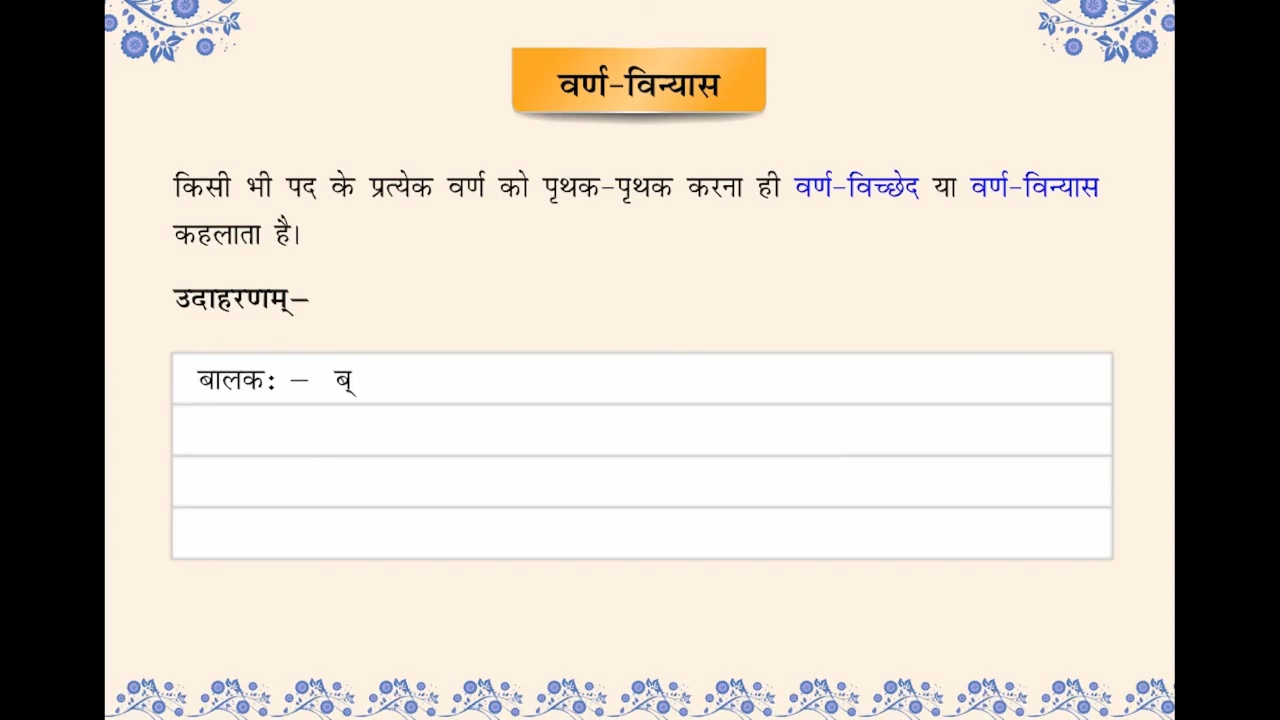 वर्ण-विन्यास
किसी भी पद के प्रत्येक वर्ण को पृथक-पृथक करना ही वर्ण-विच्छेद या वर्ण-विन्यास
कहलाता है।
उदाहरणम्–
बालक: – ब्